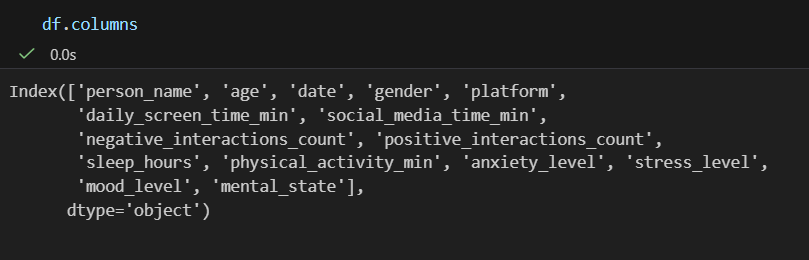 df.columns
0.0s
Index(['person_name', 'age', 'date', 'gender', 'platform',
'daily_screen_time_min', 'social_media_time_min',
'negative_interactions_count', 'positive_interactions_count',
'sleep_hours', 'physical_activity_min', 'anxiety_level', 'stress_level',
'mood_level', 'mental_state'],
dtype='object')